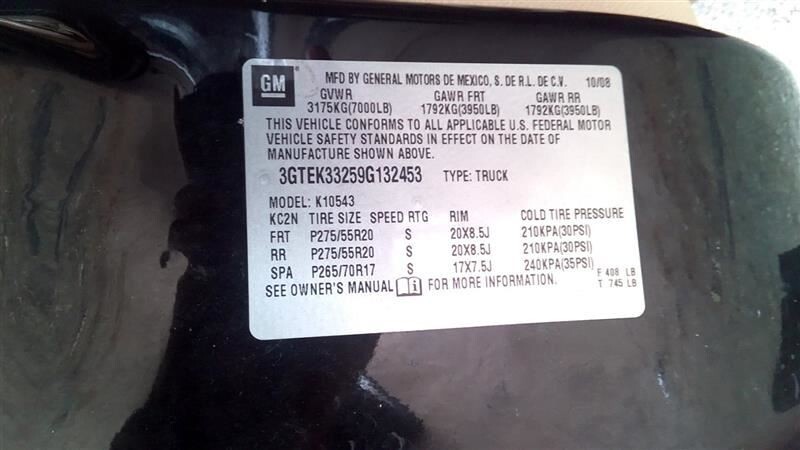 GM MFD BY GENERAL MOTORS DE MEXICO, S. DE R.L. DE C.V. 10/08
GVWR GAWR FRT GAWR RR
3175KG(7000LB) 1792KG(3950LB) 1792KG(3950LB)
THIS VEHICLE CONFORMS TO ALL APPLICABLE U.S. FEDERAL MOTOR
VEHICLE SAFETY STANDARDS IN EFFECT ON THE DATE OF
MANUFACTURE SHOWN ABOVE.
3GTEK33259G132453 TYPE: TRUCK
MODEL: K10543
KC2N TIRE SIZE SPEED RTG RIM COLD TIRE PRESSURE
FRT P275/55R20 S 20X8.5J 210KPA(30PSI)
RR P275/55R20 S 20X8.5J 210KPA(30PSI)
SPA P265/70R17 S 17X7.5J 240KPA(35PSI)
SEE OWNER'S MANUAL FOR MORE INFORMATION.
F 408 LB
T 745 LB